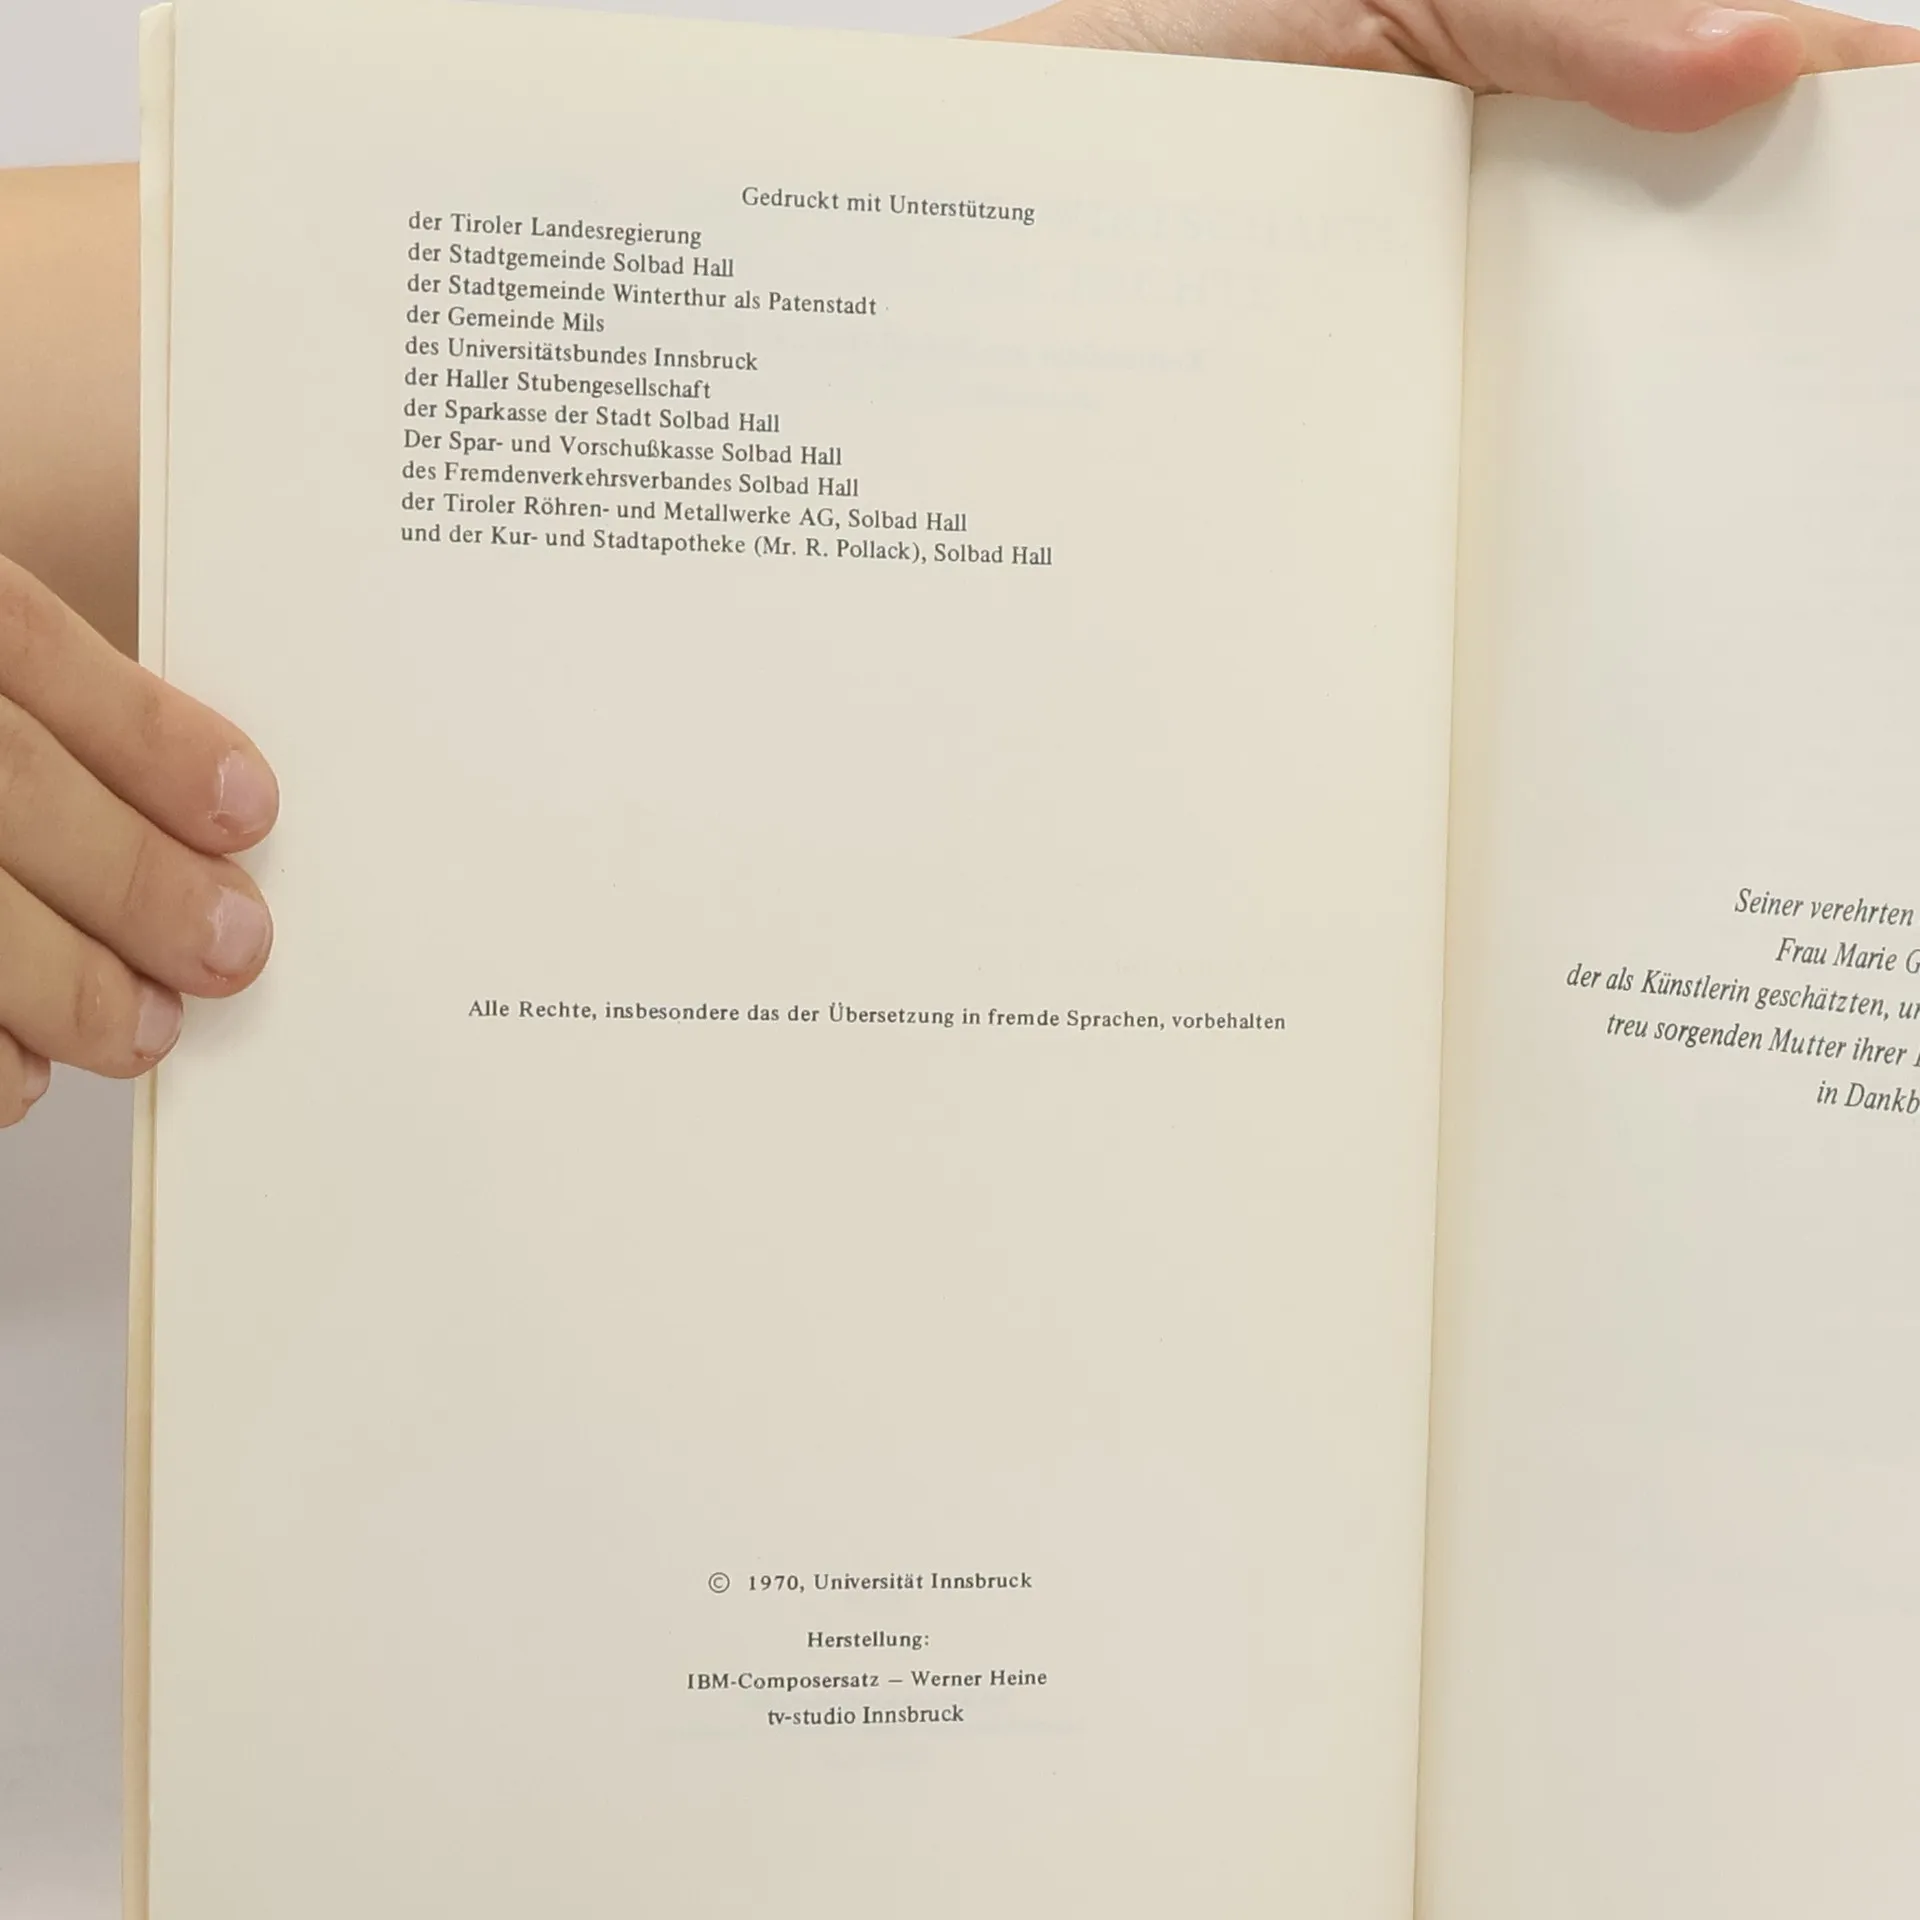 Gedruckt mit Unterstützung
der Tiroler Landesregierung
der Stadtgemeinde Solbad Hall
der Stadtgemeinde Winterthur als Patenstadt
der Gemeinde Mils
des Universitätsbundes Innsbruck
der Haller Stubengesellschaft
der Sparkasse der Stadt Solbad Hall
Der Spar- und Vorschußkasse Solbad Hall
des Fremdenverkehrsverbandes Solbad Hall
der Tiroler Röhren- und Metallwerke AG, Solbad Hall
und der Kur- und Stadtapotheke (Mr. R. Pollack), Solbad Hall
Alle Rechte, insbesondere das der Übersetzung in fremde Sprachen, vorbehalten
© 1970, Universität Innsbruck
Herstellung:
IBM-Composersatz – Werner Heine
tv-studio Innsbruck
Seiner verehrten
Frau Marie
der als Künstlerin geschätzten,
treu sorgenden Mutter ihrer
in